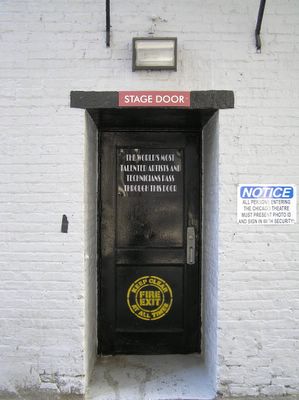 STAGE DOOR
THE WORLD'S MOST
TALENTED ARTISTS AND
TECHNICIANS PASS
THROUGH THIS DOOR
NOTICE
ALL PERSONS ENTERING
THE CHICAGO THEATRE
MUST PRESENT PHOTO ID
AND SIGN IN WITH SECURITY
KEEP CLEAR
FIRE
EXIT
AT ALL TIMES